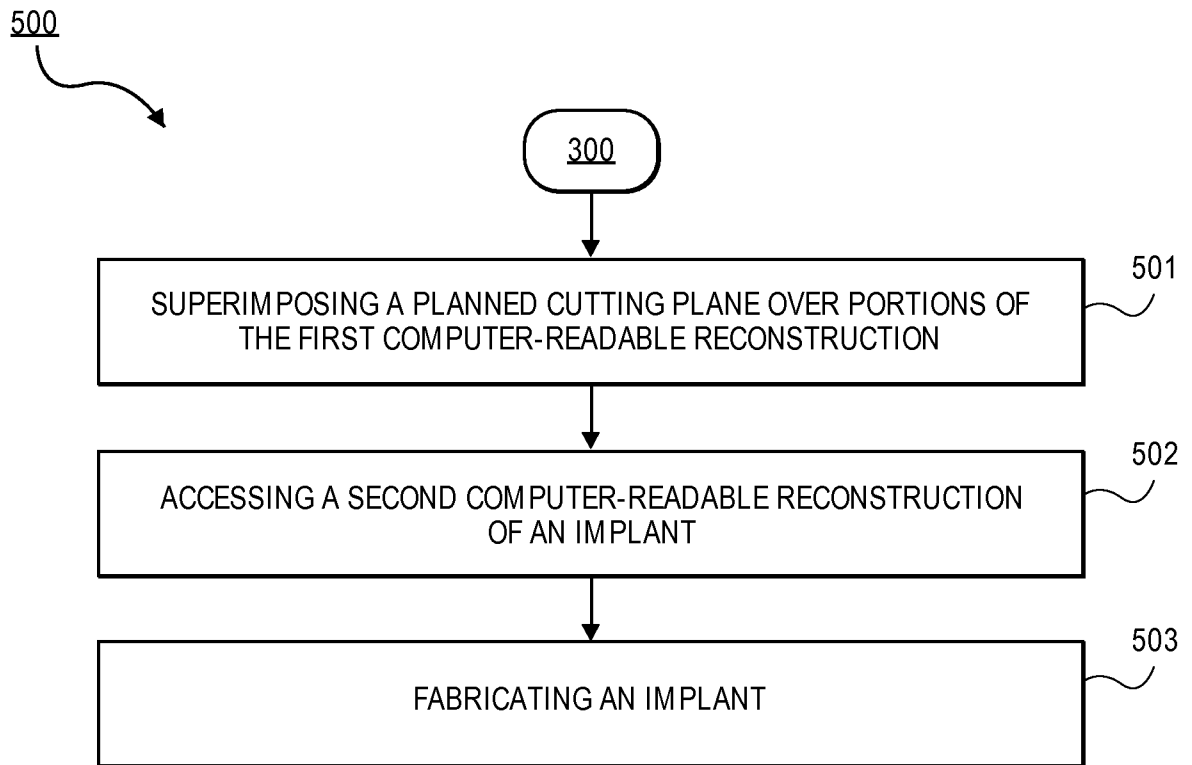 500
300
SUPERIMPOSING A PLANNED CUTTING PLANE OVER PORTIONS OF
THE FIRST COMPUTER-READABLE RECONSTRUCTION
501
ACCESSING A SECOND COMPUTER-READABLE RECONSTRUCTION
OF AN IMPLANT
502
FABRICATING AN IMPLANT
503